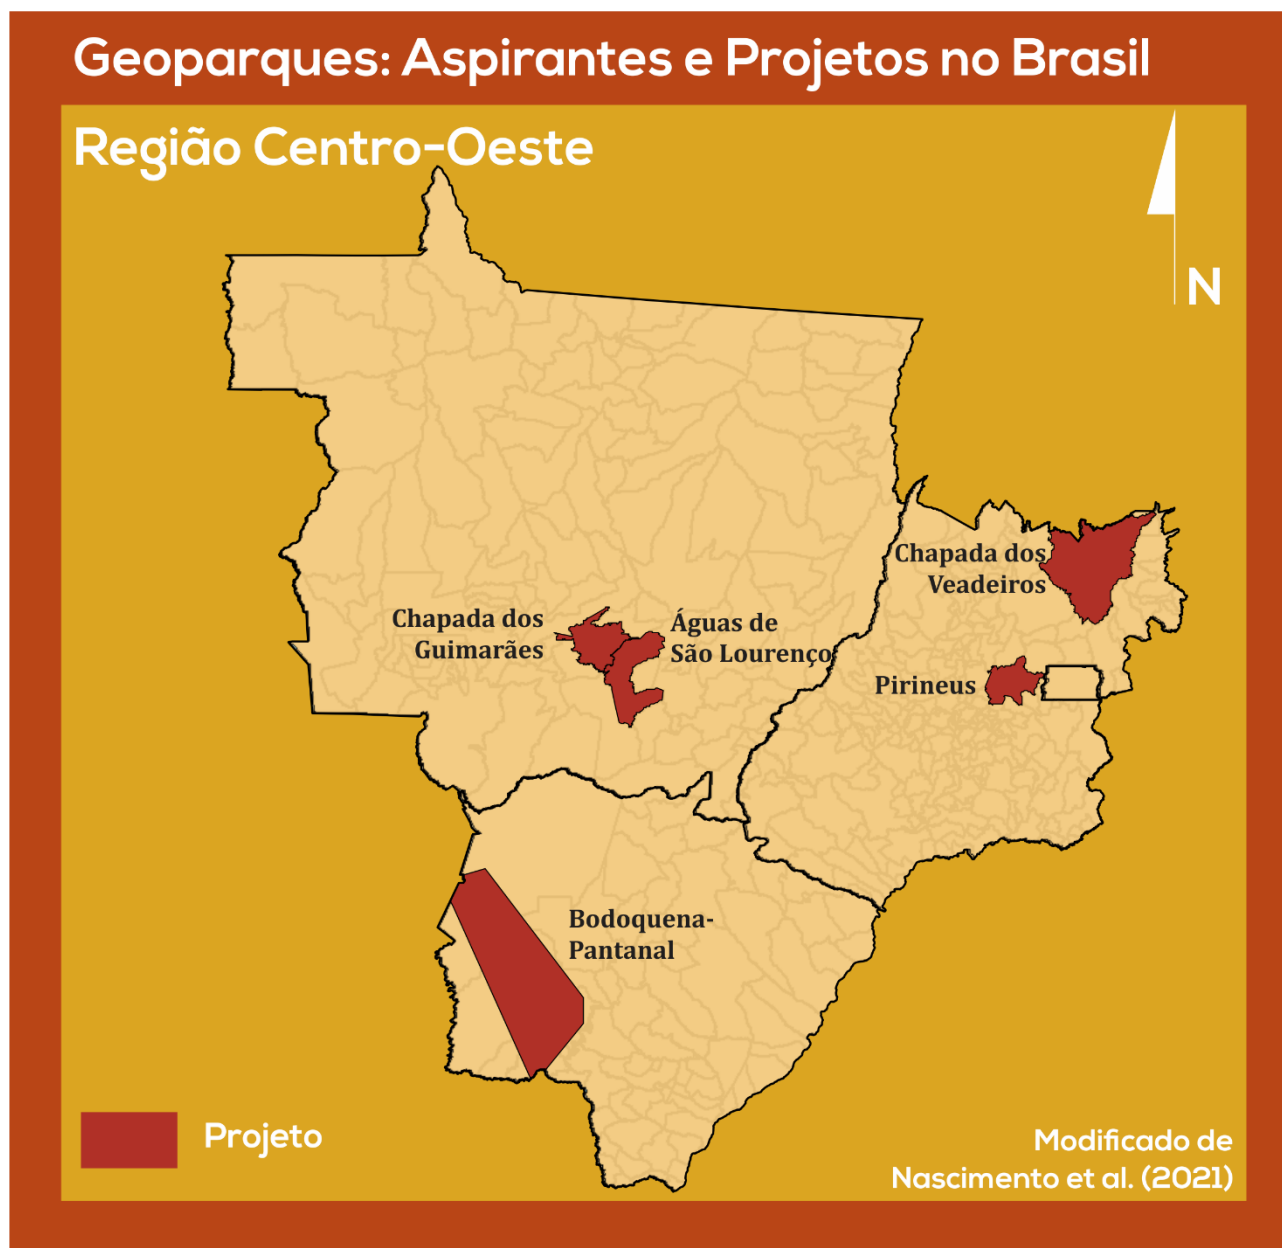 Geoparques: Aspirantes e Projetos no Brasil
Região Centro-Oeste
N
Chapada dos
Veadeiros
Chapada dos
Guimarães
Águas de
São Lourenço
Pirineus
Bodoquena-
Pantanal
Projeto
Modificado de
Nascimento et al. (2021)